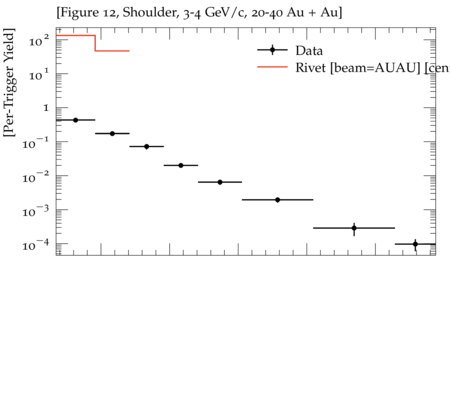 [Figure 12, Shoulder, 3-4 GeV/c, 20-40 Au + Au]
[Per-Trigger Yield]
10²
10¹
1
10⁻¹
10⁻²
10⁻³
10⁻⁴
Data
Rivet [beam=AUAU] [cen